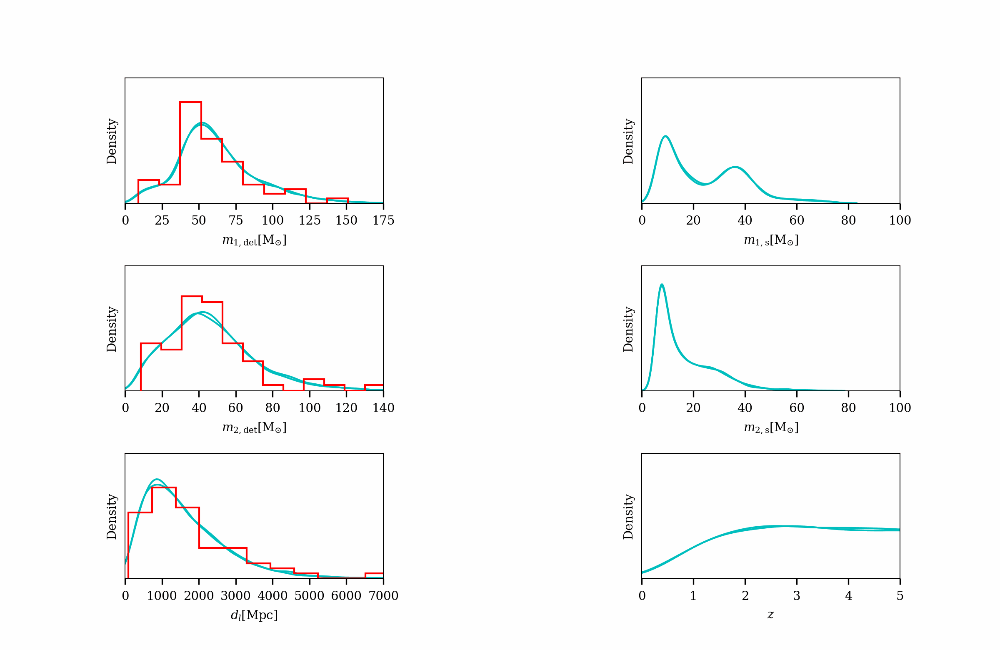 Density
0 25 50 75 100 125 150 175
m1, det[M⊙]
Density
0 20 40 60 80 100
m1, s[M⊙]
Density
0 20 40 60 80 100 120 140
m2, det[M⊙]
Density
0 20 40 60 80 100
m2, s[M⊙]
Density
0 1000 2000 3000 4000 5000 6000 7000
dl[Mpc]
Density
0 1 2 3 4 5
z